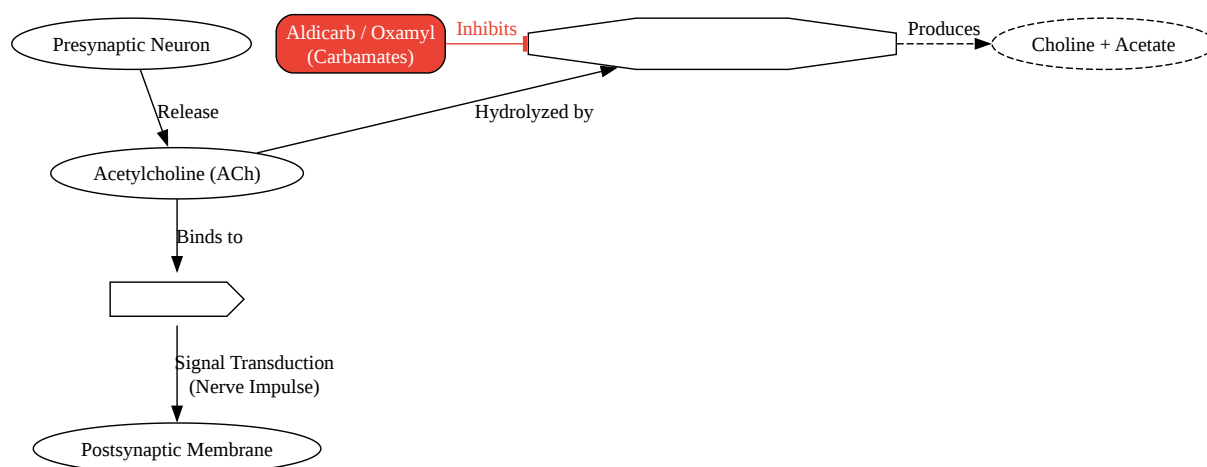 Presynaptic Neuron
Aldicarb / Oxamyl
(Carbamates)
Inhibits
Produces
Choline + Acetate
Release
Hydrolyzed by
Acetylcholine (ACh)
Binds to
Signal Transduction
(Nerve Impulse)
Postsynaptic Membrane